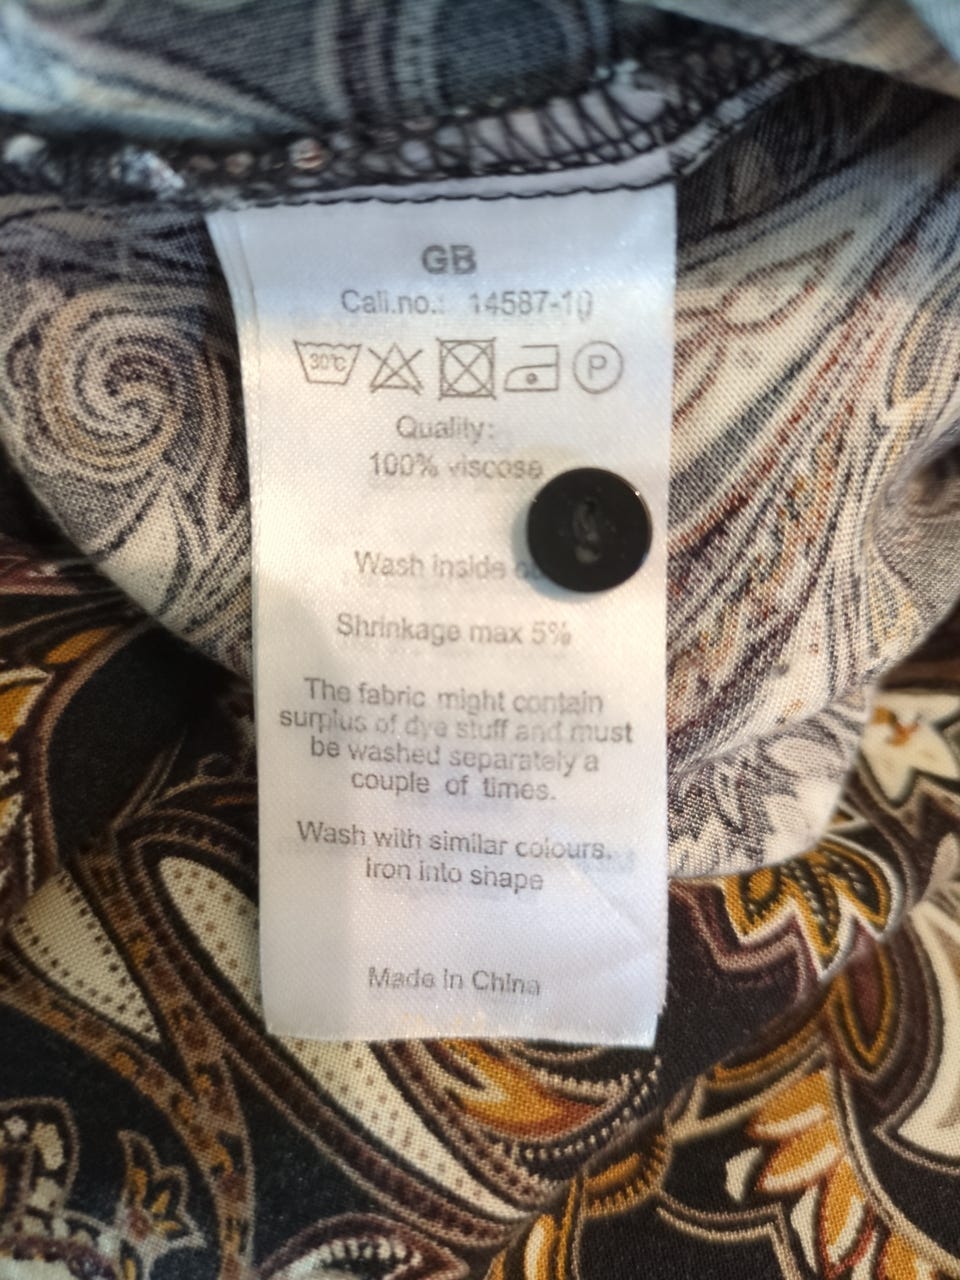 GB
Cali.no.: 14587-10
30°C P
Quality:
100% viscose
Wash inside
Shrinkage max 5%
The fabric might contain
surplus of dye stuff and must
be washed separately a
couple of times.
Wash with similar colours.
Iron into shape
Made in China